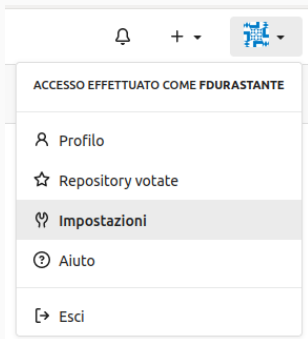 ACCESSO EFFETTUATO COME FDURASTANTE
Profilo
Repository votate
Impostazioni
Aiuto
Esci